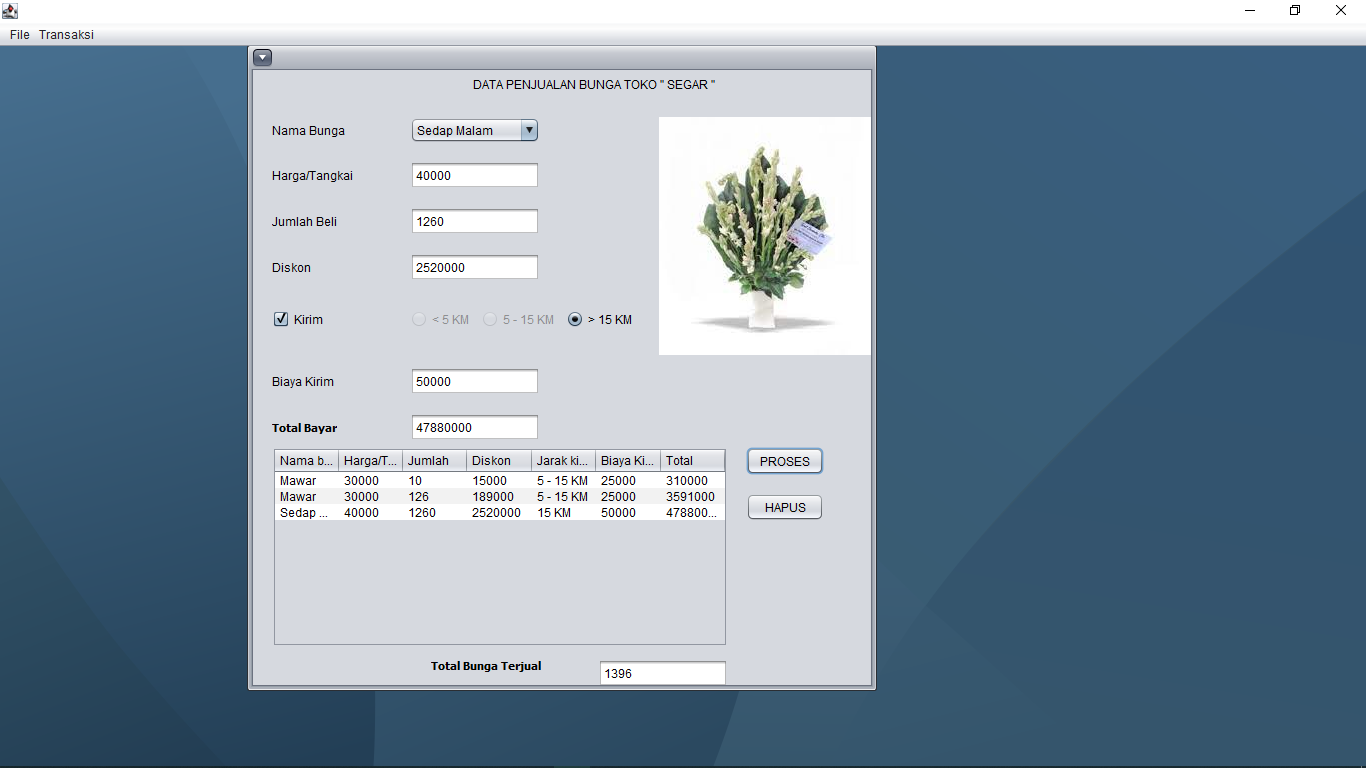 File Transaksi
DATA PENJUALAN BUNGA TOKO " SEGAR "
Nama Bunga Sedap Malam
Harga/Tangkai 40000
Jumlah Beli 1260
Diskon 2520000
Kirim < 5 KM 5 - 15 KM > 15 KM
Biaya Kirim 50000
Total Bayar 47880000
Nama b... Harga/T... Jumlah Diskon Jarak ki... Biaya Ki... Total
Mawar 30000 10 15000 5 - 15 KM 25000 310000
Mawar 30000 126 189000 5 - 15 KM 25000 3591000
Sedap ... 40000 1260 2520000 15 KM 50000 478800...
PROSES
HAPUS
Total Bunga Terjual 1396